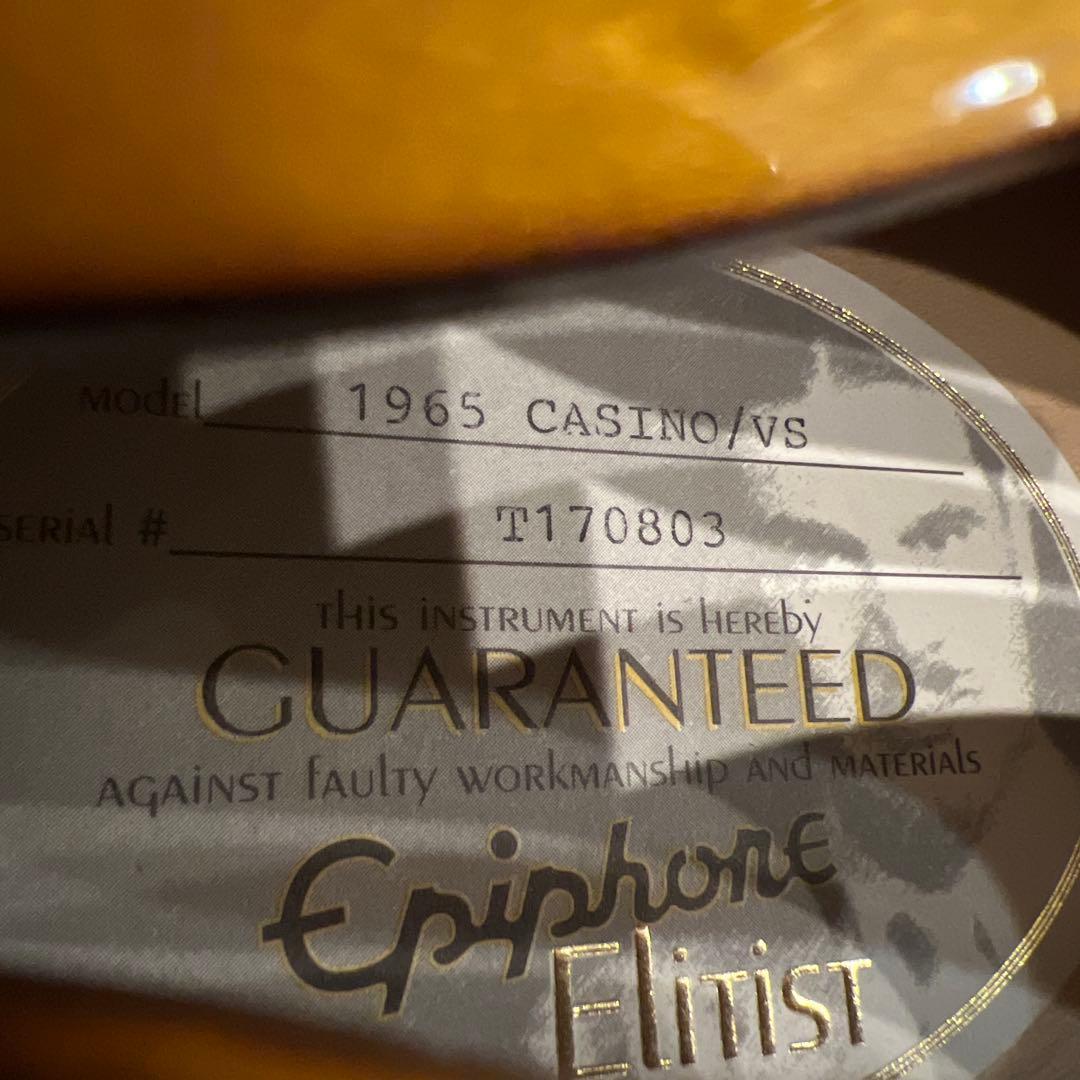 MODEL 1965 CASINO/VS
SERIAL # T170803
THIS INSTRUMENT IS HEREBY
GUARANTEED
AGAINST FAULTY WORKMANSHIP AND MATERIALS
Epiphone
ELITIST